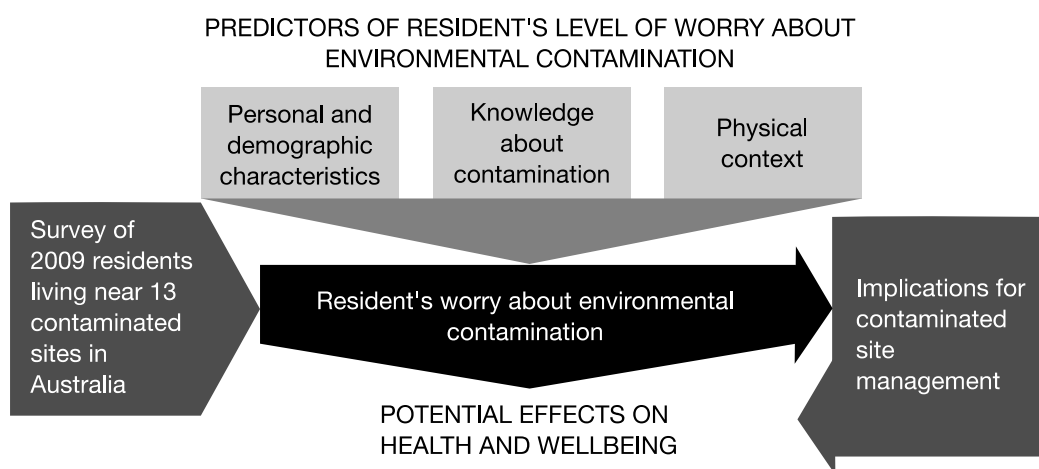 PREDICTORS OF RESIDENT'S LEVEL OF WORRY ABOUT
ENVIRONMENTAL CONTAMINATION
Personal and
demographic
characteristics
Knowledge
about
contamination
Physical
context
Survey of
2009 residents
living near 13
contaminated
sites in
Australia
Resident's worry about environmental
contamination
Implications for
contaminated
site
management
POTENTIAL EFFECTS ON
HEALTH AND WELLBEING